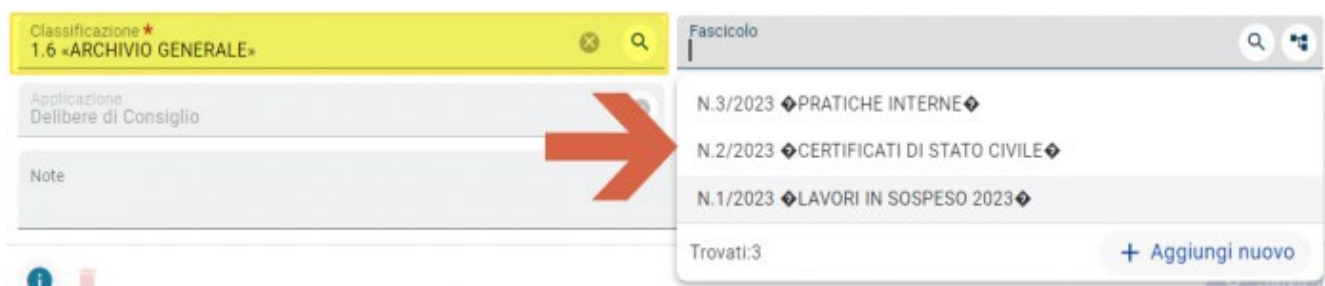 Classificazione *
1.6 «ARCHIVIO GENERALE»
Fascicolo
Applicazione
Delibere di Consiglio
Note
N.3/2023 �PRATICHE INTERNE�
N.2/2023 �CERTIFICATI DI STATO CIVILE�
N.1/2023 �LAVORI IN SOSPESO 2023�
Trovati:3
+ Aggiungi nuovo